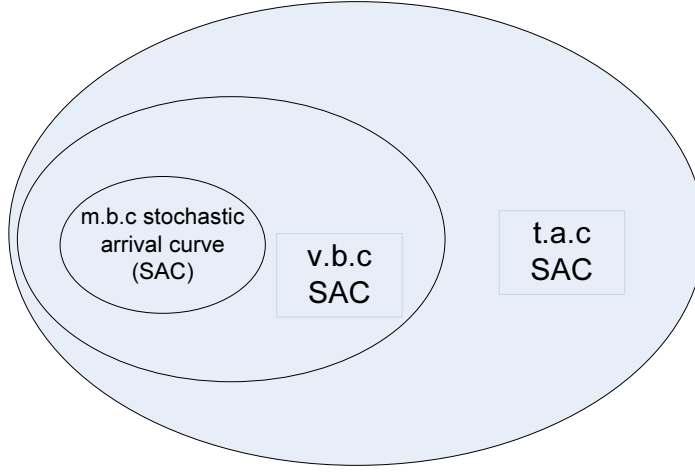 m.b.c stochastic
arrival curve
(SAC)
v.b.c
SAC
t.a.c
SAC